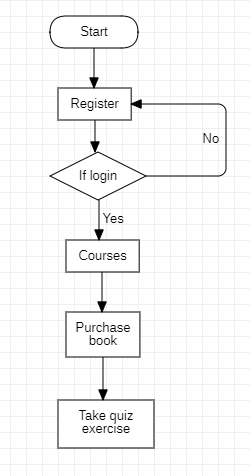 Start
Register
No
If login
Yes
Courses
Purchase
book
Take quiz
exercise